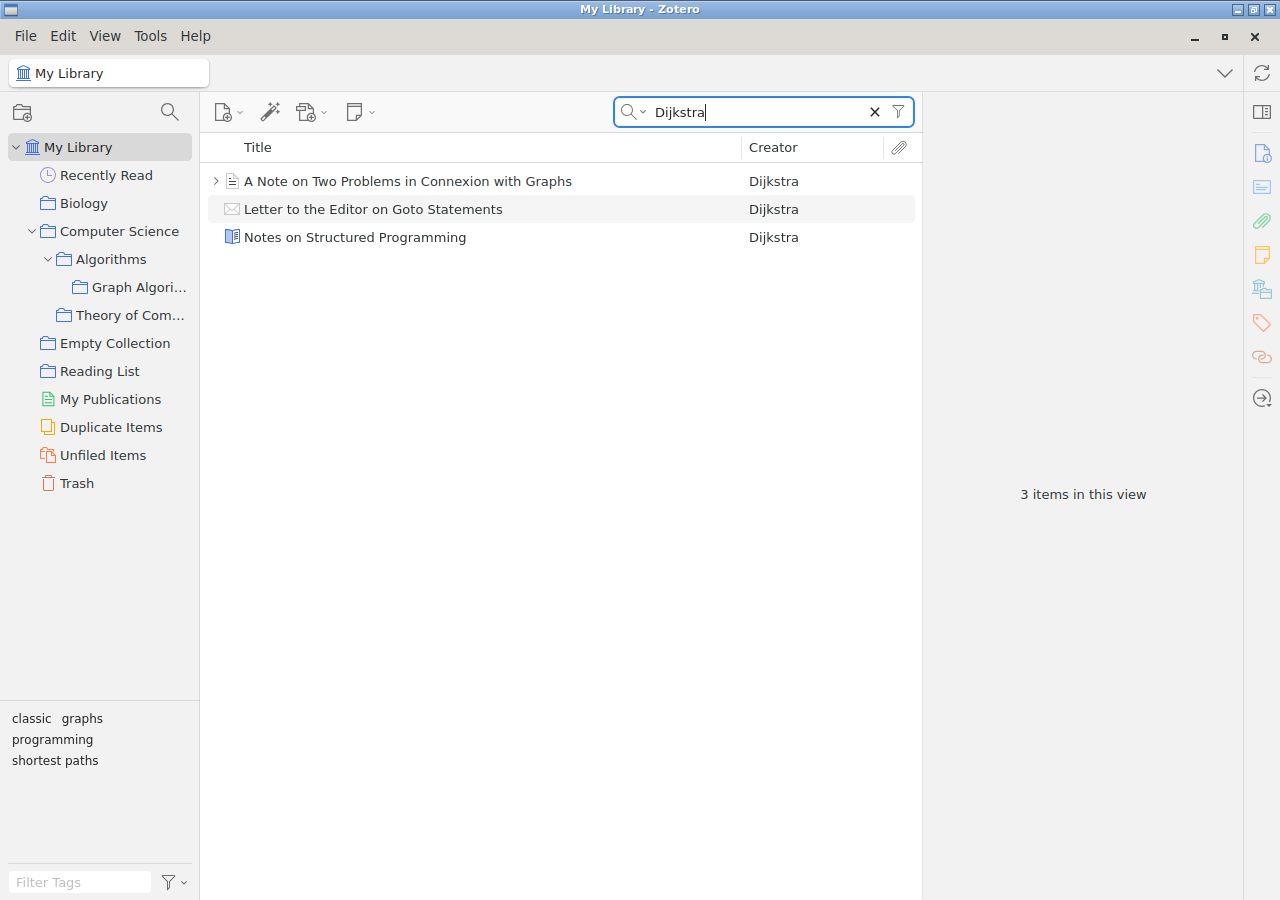 My Library - Zotero
File Edit View Tools Help
My Library
Dijkstra
Title Creator
My Library
Recently Read
Biology
Computer Science
Algorithms
Graph Algori...
Theory of Com...
Empty Collection
Reading List
My Publications
Duplicate Items
Unfiled Items
Trash
A Note on Two Problems in Connexion with Graphs Dijkstra
Letter to the Editor on Goto Statements Dijkstra
Notes on Structured Programming Dijkstra
3 items in this view
classic graphs
programming
shortest paths
Filter Tags